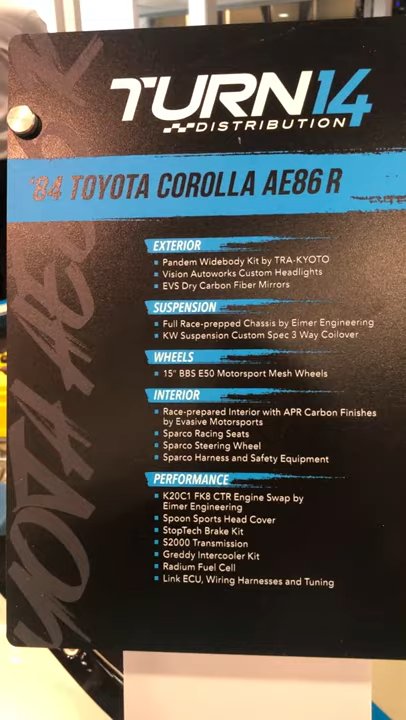 TURN14
DISTRIBUTION
'84 TOYOTA COROLLA AE86 R
EXTERIOR
Pandem Widebody Kit by TRA-KYOTO
Vision Autoworks Custom Headlights
EVS Dry Carbon Fiber Mirrors
SUSPENSION
Full Race-prepped Chassis by Eimer Engineering
KW Suspension Custom Spec 3 Way Coilover
WHEELS
15" BBS E50 Motorsport Mesh Wheels
INTERIOR
Race-prepared Interior with APR Carbon Finishes
by Evasive Motorsports
Sparco Racing Seats
Sparco Steering Wheel
Sparco Harness and Safety Equipment
PERFORMANCE
K20C1 FK8 CTR Engine Swap by
Eimer Engineering
Spoon Sports Head Cover
StopTech Brake Kit
S2000 Transmission
Greddy Intercooler Kit
Radium Fuel Cell
Link ECU, Wiring Harnesses and Tuning